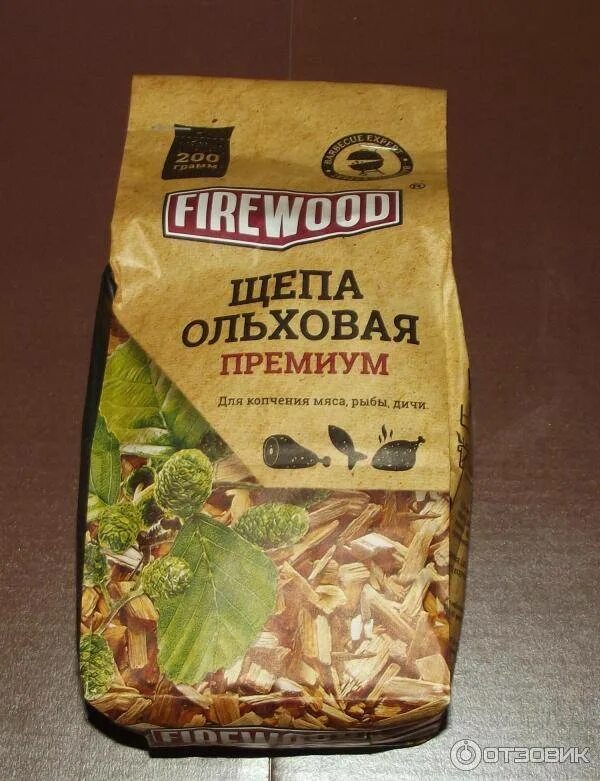 200
грамм
BARBECUE EXPERT
FIREWOOD
®
ЩЕПА
ОЛЬХОВАЯ
ПРЕМИУМ
Для копчения мяса, рыбы, дичи.
FIREWOOD
ОТЗОВИК